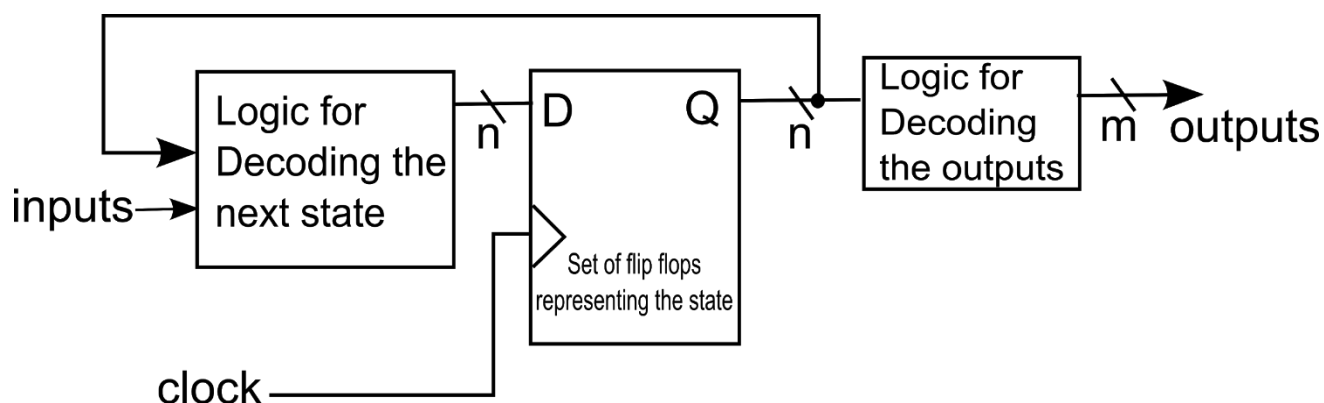 Logic for
Decoding the
next state
inputs
n
D
Q
Set of flip flops
representing the state
clock
n
Logic for
Decoding
the outputs
m
outputs